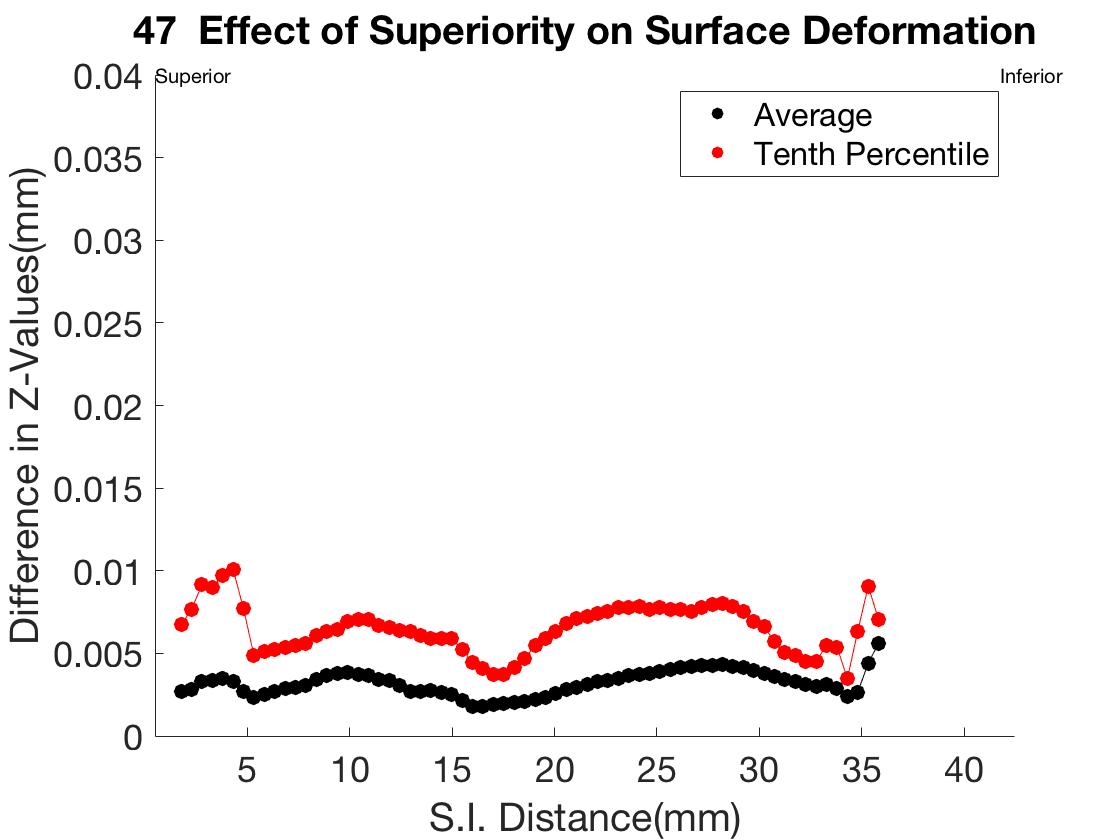 47  Effect of Superiority on Surface Deformation
Superior
Inferior
Average
Tenth Percentile
Difference in Z-Values(mm)
0.04
0.035
0.03
0.025
0.02
0.015
0.01
0.005
0
5
10
15
20
25
30
35
40
S.I. Distance(mm)